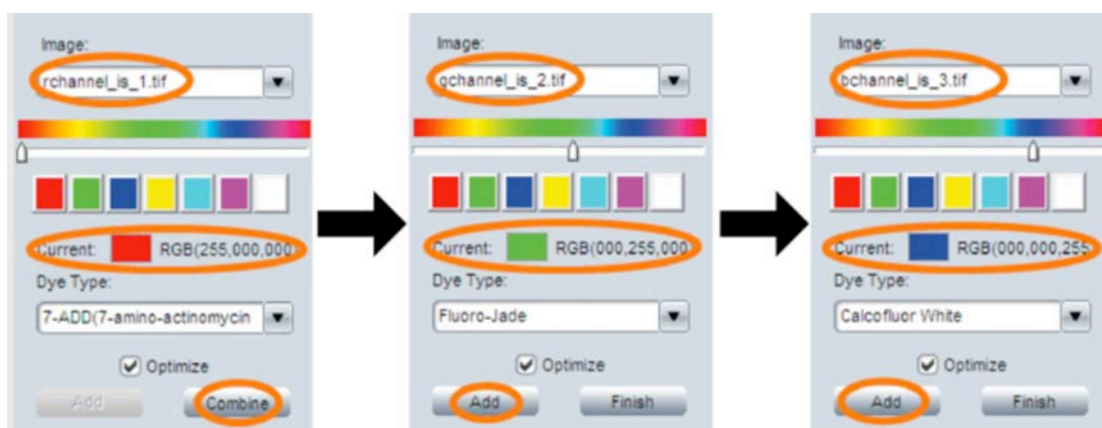 Image:
rchannel_is_1.tif
Current: RGB(255,000,000)
Dye Type:
7-ADD(7-amino-actinomycin
Optimize
Add Combine
Image:
gchannel_is_2.tif
Current: RGB(000,255,000)
Dye Type:
Fluoro-Jade
Optimize
Add Finish
Image:
bchannel_is_3.tif
Current: RGB(000,000,255
Dye Type:
Calcofluor White
Optimize
Add Finish